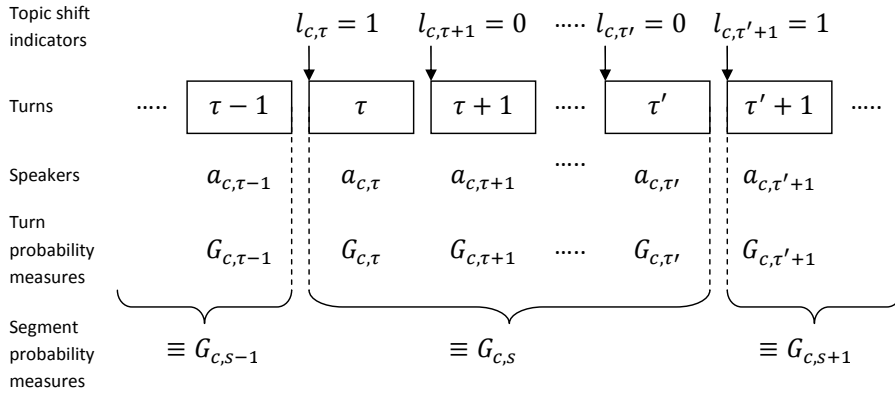 Topic shift indicators l_{c,τ} = 1 l_{c,τ+1} = 0 ····· l_{c,τ′} = 0 l_{c,τ′+1} = 1
Turns ····· τ − 1 τ τ + 1 ····· τ′ τ′ + 1 ·····
Speakers a_{c,τ−1} a_{c,τ} a_{c,τ+1} ····· a_{c,τ′} a_{c,τ′+1}
Turn probability measures G_{c,τ−1} G_{c,τ} G_{c,τ+1} ····· G_{c,τ′} G_{c,τ′+1}
Segment probability measures ≡ G_{c,s−1} ≡ G_{c,s} ≡ G_{c,s+1}